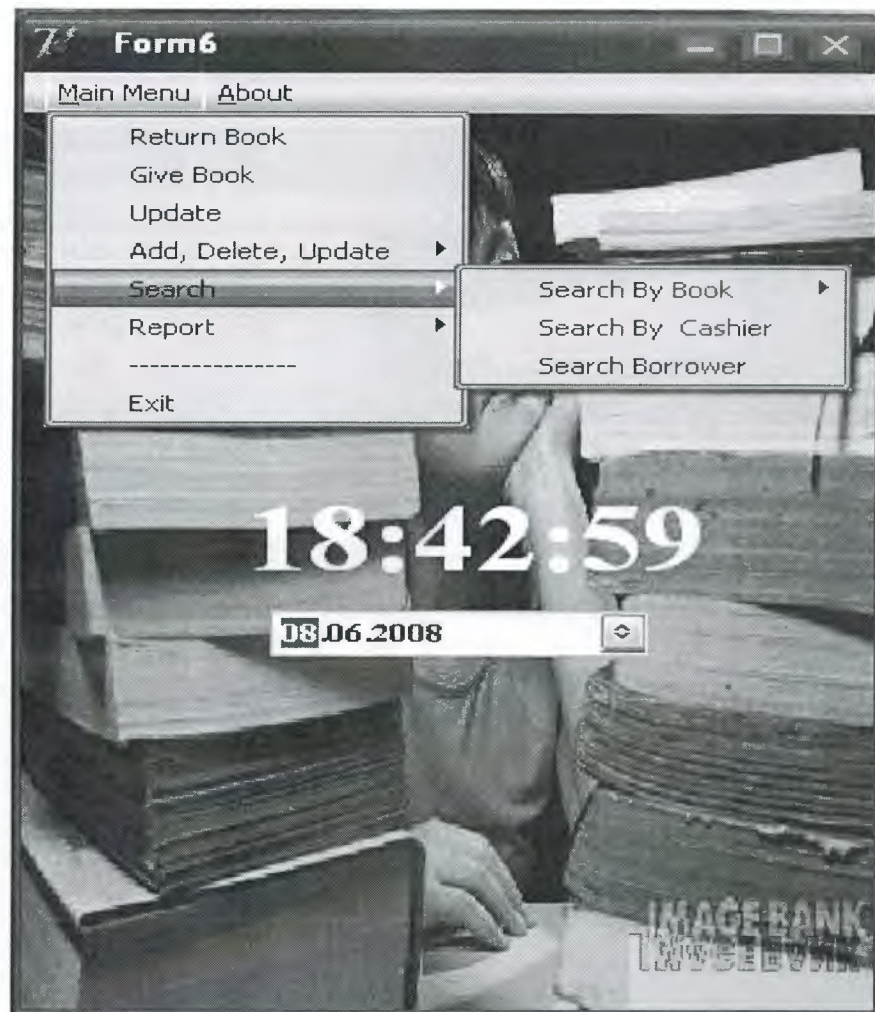 Form6
Main Menu About
Return Book
Give Book
Update
Add, Delete, Update
Search
Report
----------------
Exit
Search By Book
Search By Cashier
Search Borrower
18:42:59
08.06.2008
IMAGE BANK